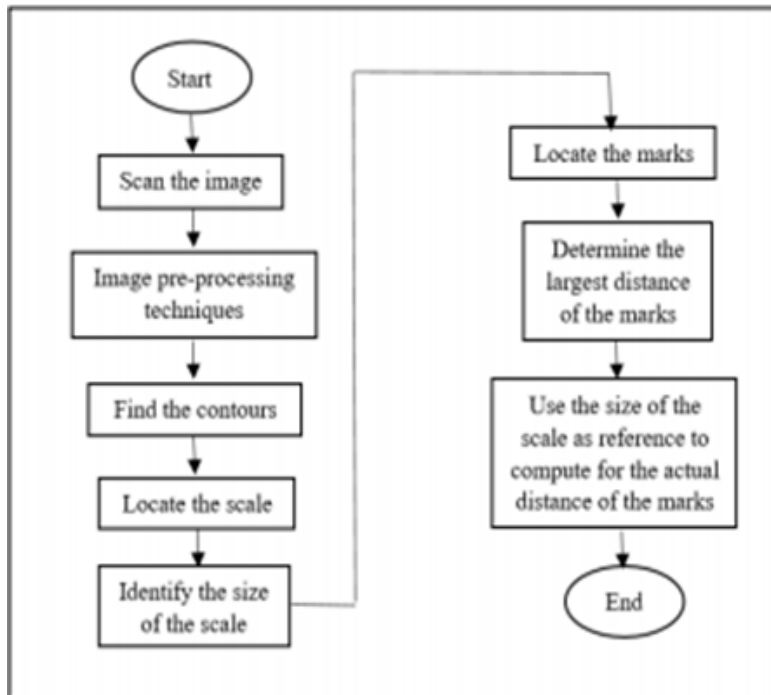 Start
Scan the image
Image pre-processing
techniques
Find the contours
Locate the scale
Identify the size
of the scale
Locate the marks
Determine the
largest distance
of the marks
Use the size of the
scale as reference to
compute for the actual
distance of the marks
End